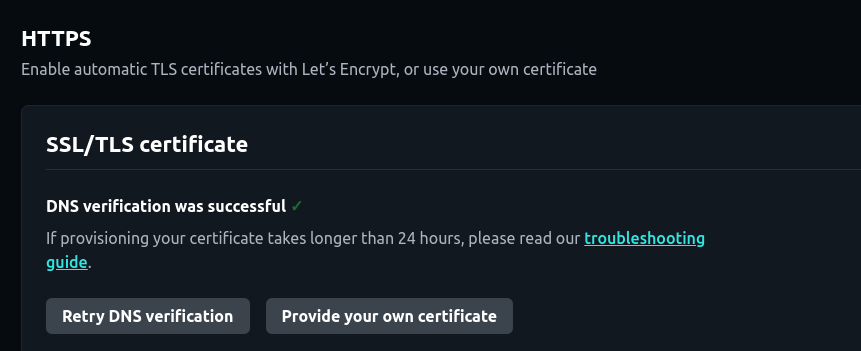 HTTPS
Enable automatic TLS certificates with Let’s Encrypt, or use your own certificate
SSL/TLS certificate
DNS verification was successful ✓
If provisioning your certificate takes longer than 24 hours, please read our troubleshooting
guide.
Retry DNS verification
Provide your own certificate